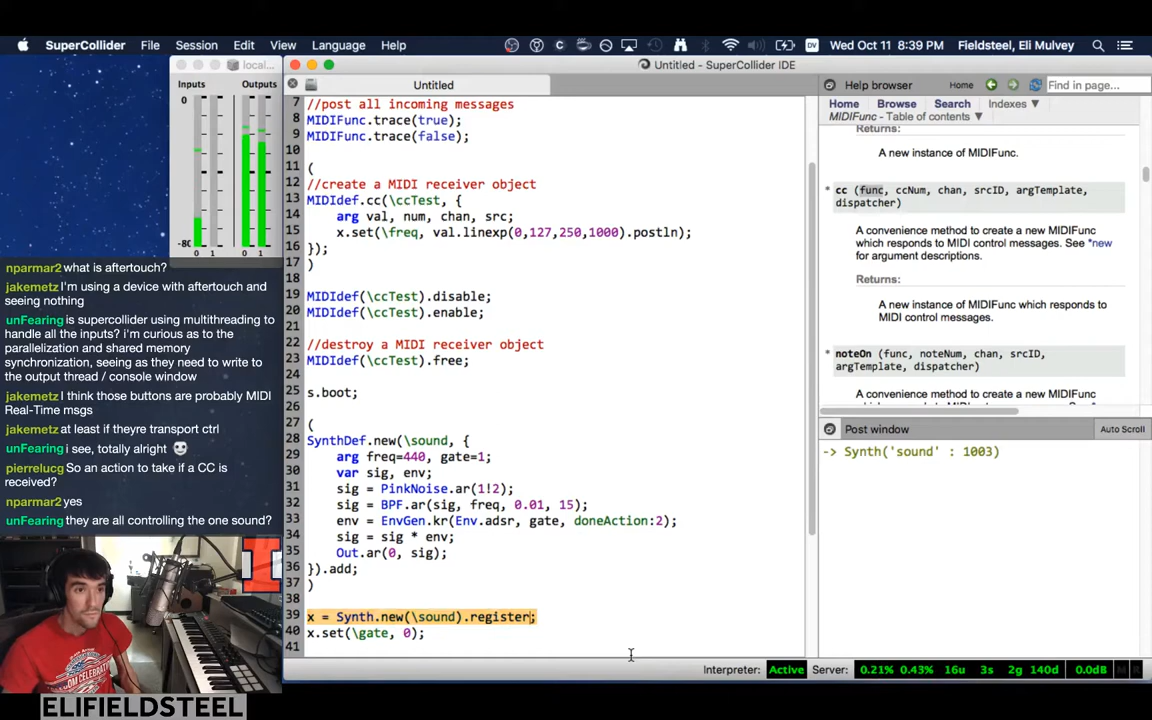 SuperCollider File Session Edit View Language Help DV Wed Oct 11 8:39 PM Fieldsteel, Eli Mulvey
local...
Inputs Outputs
0
-80
0 1 0 1
nparmar2 what is aftertouch?
jakemetz I'm using a device with aftertouch and
seeing nothing
unFearing is supercollider using multithreading to
handle all the inputs? i'm curious as to the
parallelization and shared memory
synchronization, seeing as they need to write to
the output thread / console window
jakemetz I think those buttons are probably MIDI
Real-Time msgs
jakemetz at least if theyre transport ctrl
unFearing i see, totally alright
pierrelucg So an action to take if a CC is
received?
nparmar2 yes
unFearing they are all controlling the one sound?
ELIFIELDSTEEL
Untitled - SuperCollider IDE
Untitled
7 //post all incoming messages
8 MIDIFunc.trace(true);
9 MIDIFunc.trace(false);
10
11 (
12 //create a MIDI receiver object
13 MIDIdef.cc(\ccTest, {
14 arg val, num, chan, src;
15 x.set(\freq, val.linexp(0,127,250,1000).postln);
16 });
17 )
18
19 MIDIdef(\ccTest).disable;
20 MIDIdef(\ccTest).enable;
21
22 //destroy a MIDI receiver object
23 MIDIdef(\ccTest).free;
24
25 s.boot;
26
27 (
28 SynthDef.new(\sound, {
29 arg freq=440, gate=1;
30 var sig, env;
31 sig = PinkNoise.ar(1!2);
32 sig = BPF.ar(sig, freq, 0.01, 15);
33 env = EnvGen.kr(Env.adsr, gate, doneAction:2);
34 sig = sig * env;
35 Out.ar(0, sig);
36 }).add;
37 )
38
39 x = Synth.new(\sound).register;
40 x.set(\gate, 0);
41
Help browser Home Find in page...
Home Browse Search Indexes ▼
MIDIFunc - Table of contents ▼
Returns:
A new instance of MIDIFunc.
* cc (func, ccNum, chan, srcID, argTemplate,
dispatcher)
A convenience method to create a new MIDIFunc
which responds to MIDI control messages. See *new
for argument descriptions.
Returns:
A new instance of MIDIFunc which responds to
MIDI control messages.
* noteOn (func, noteNum, chan, srcID,
argTemplate, dispatcher)
A convenience method to create a new MIDIFunc
Post window Auto Scroll
-> Synth('sound' : 1003)
Interpreter: Active Server: 0.21% 0.43% 16u 3s 2g 140d 0.0dB M R